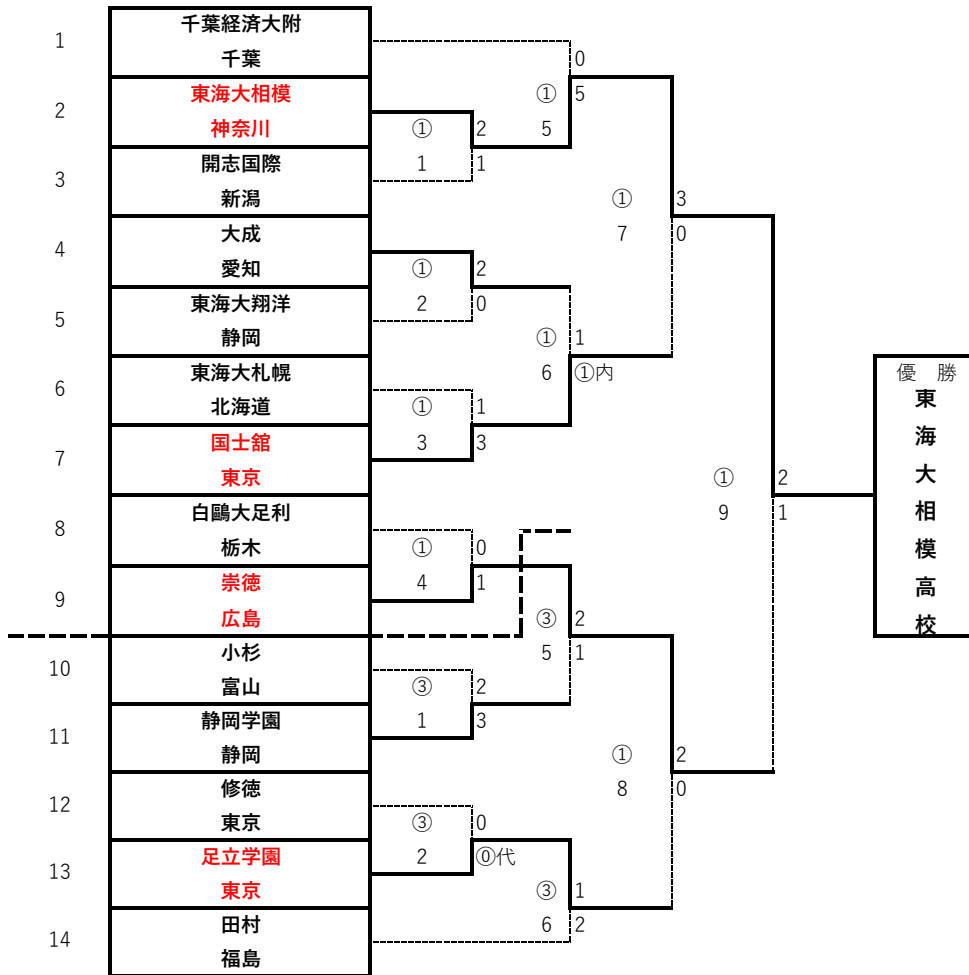 1
千葉経済大附
千葉
0
2
東海大相模
神奈川
①
5
5
①
1
2
1
3
開志国際
新潟
①
7
3
0
4
大成
愛知
①
2
2
0
5
東海大翔洋
静岡
①
6
1
①内
6
東海大札幌
北海道
①
3
1
3
7
国士舘
東京
①
9
2
1
優 勝
東
海
大
相
模
高
校
8
白鷗大足利
栃木
①
4
0
1
9
崇徳
広島
③
5
2
1
10
小杉
富山
③
1
2
3
11
静岡学園
静岡
①
8
2
0
12
修徳
東京
③
2
0
⓪代
13
足立学園
東京
③
6
1
2
14
田村
福島